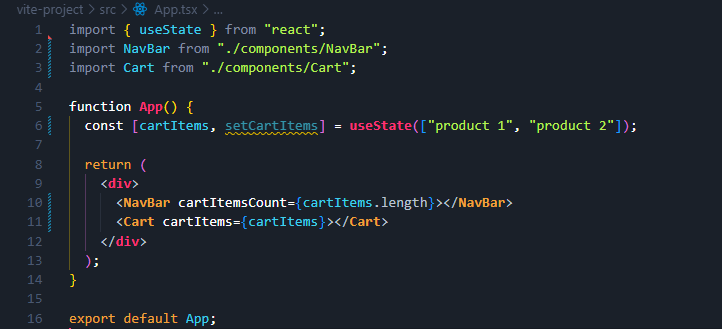 vite-project > src > App.tsx > ...
1 import { useState } from "react";
2 import NavBar from "./components/NavBar";
3 import Cart from "./components/Cart";
4
5 function App() {
6   const [cartItems, setCartItems] = useState(["product 1", "product 2"]);
7
8   return (
9     <div>
10       <NavBar cartItemsCount={cartItems.length}></NavBar>
11       <Cart cartItems={cartItems}></Cart>
12     </div>
13   );
14 }
15
16 export default App;